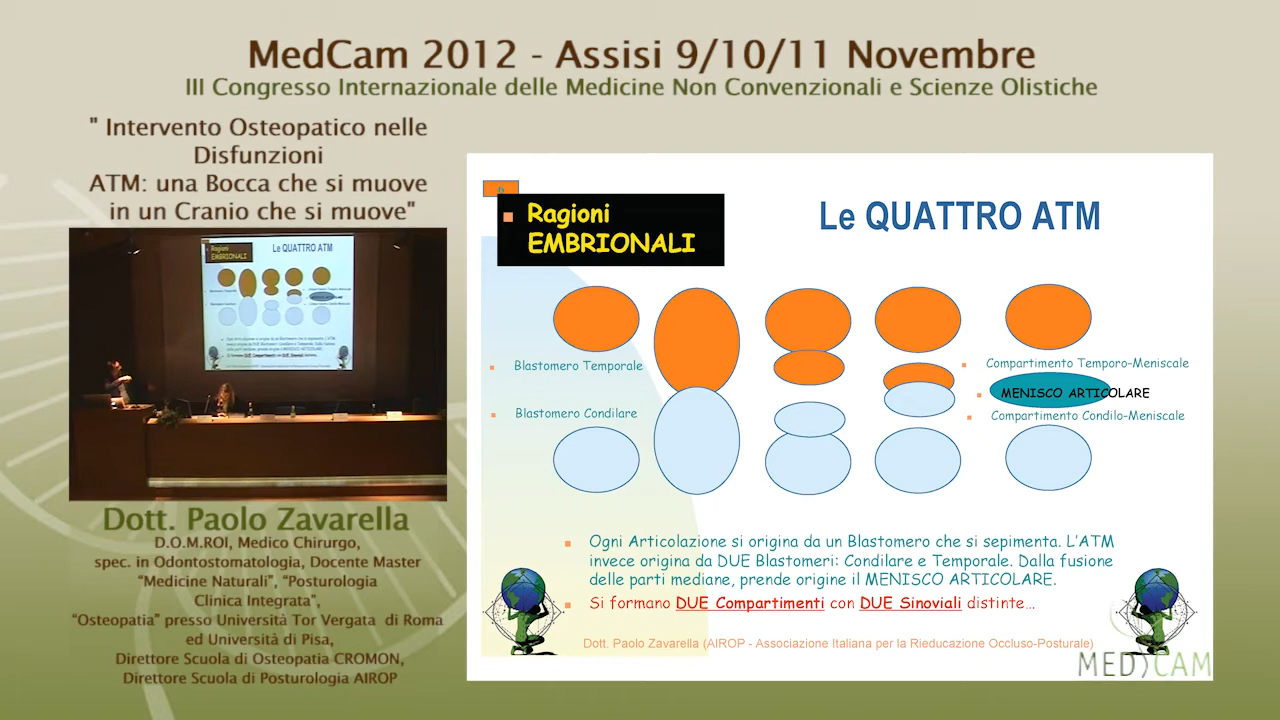 MedCam 2012 - Assisi 9/10/11 Novembre
III Congresso Internazionale delle Medicine Non Convenzionali e Scienze Olistiche
" Intervento Osteopatico nelle
Disfunzioni
ATM: una Bocca che si muove
in un Cranio che si muove"
Ragioni
EMBRIONALI
Le QUATTRO ATM
Ragioni
EMBRIONALI
Le QUATTRO ATM
Blastomero Temporale
Blastomero Condilare
Compartimento Temporo-Meniscale
MENISCO ARTICOLARE
Compartimento Condilo-Meniscale
Ogni Articolazione si origina da un Blastomero che si sepimenta. L'ATM
invece origina da DUE Blastomeri: Condilare e Temporale. Dalla fusione
delle parti mediane, prende origine il MENISCO ARTICOLARE.
Si formano DUE Compartimenti con DUE Sinoviali distinte…
Dott. Paolo Zavarella (AIROP - Associazione Italiana per la Rieducazione Occluso-Posturale)
MEDCAM
Dott. Paolo Zavarella
D.O.M.ROI, Medico Chirurgo,
spec. in Odontostomatologia, Docente Master
“Medicine Naturali”, “Posturologia
Clinica Integrata”,
“Osteopatia” presso Università Tor Vergata di Roma
ed Università di Pisa,
Direttore Scuola di Osteopatia CROMON,
Direttore Scuola di Posturologia AIROP